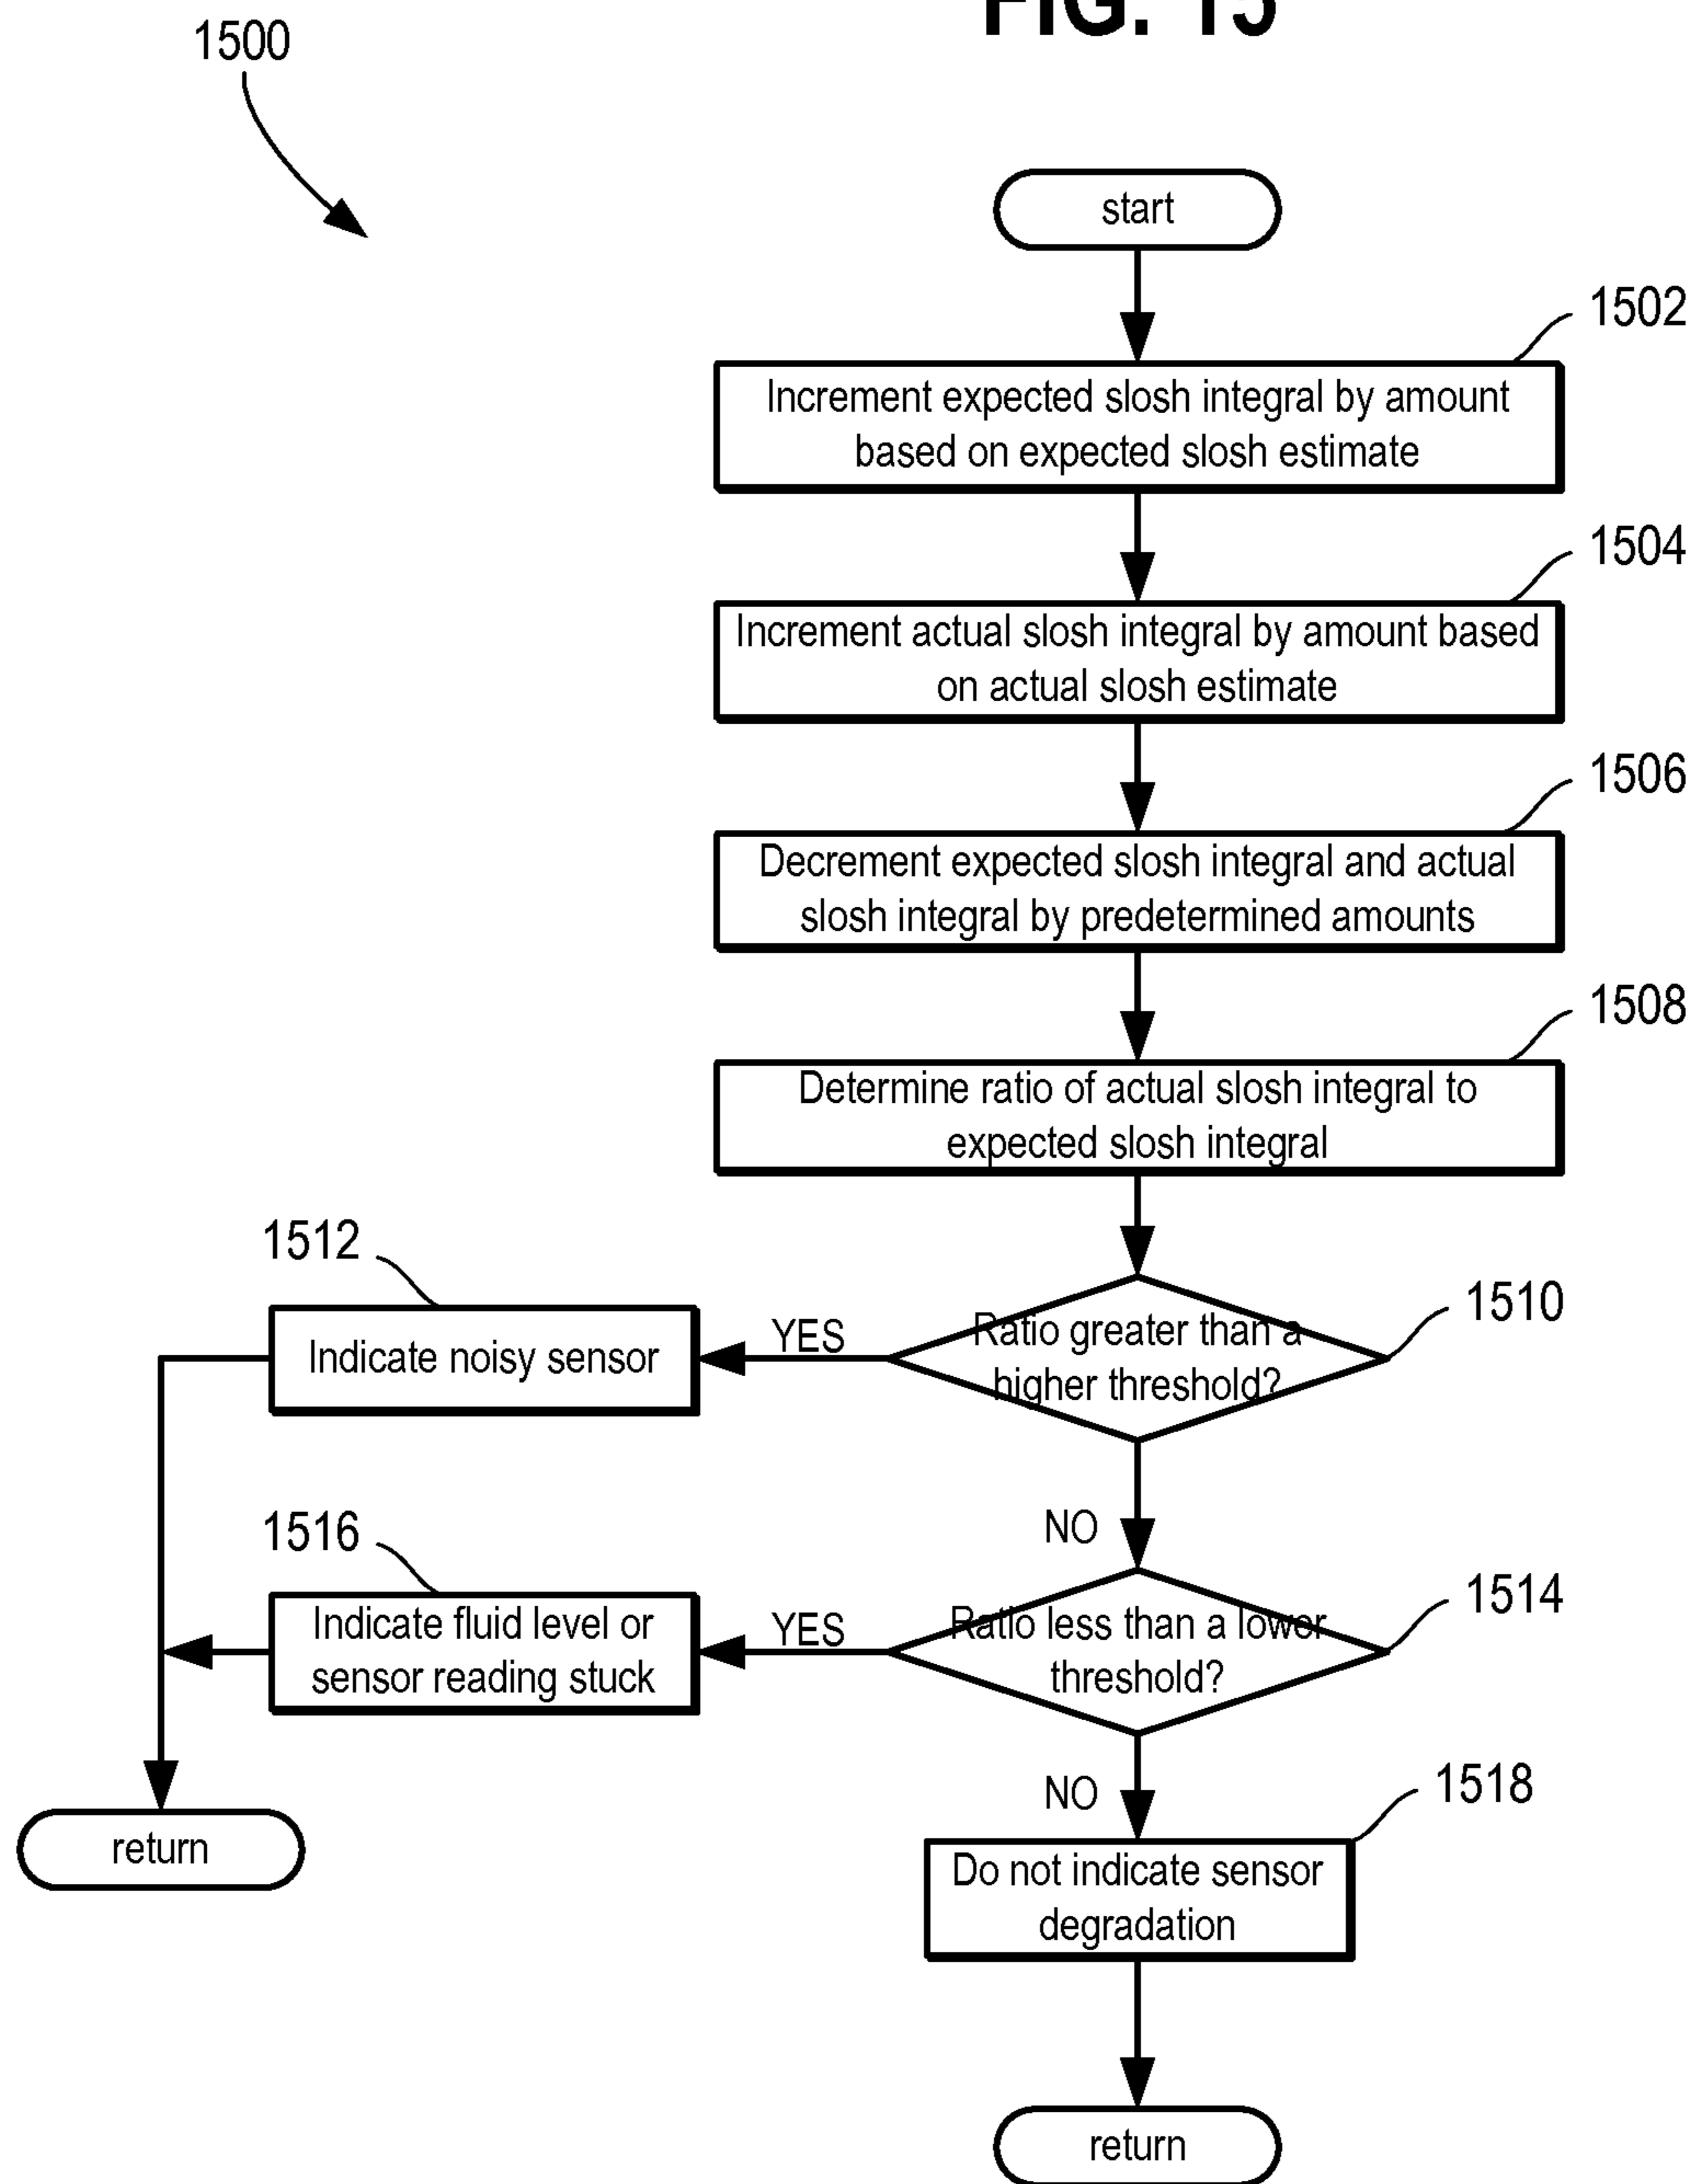 FIG. 15
1500
start
1502
Increment expected slosh integral by amount
based on expected slosh estimate
1504
Increment actual slosh integral by amount based
on actual slosh estimate
1506
Decrement expected slosh integral and actual
slosh integral by predetermined amounts
1508
Determine ratio of actual slosh integral to
expected slosh integral
1512
1510
Indicate noisy sensor
YES
Ratio greater than a
higher threshold?
NO
1516
1514
Indicate fluid level or
sensor reading stuck
YES
Ratio less than a lower
threshold?
NO
1518
return
Do not indicate sensor
degradation
return